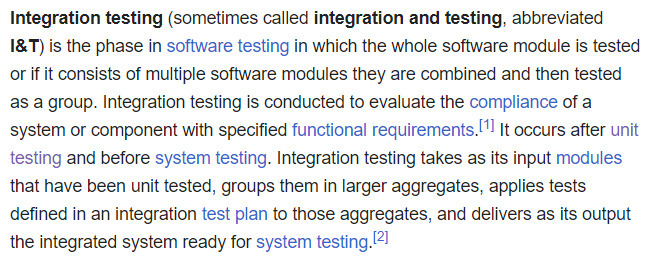 Integration testing (sometimes called integration and testing, abbreviated
I&T) is the phase in software testing in which the whole software module is tested
or if it consists of multiple software modules they are combined and then tested
as a group. Integration testing is conducted to evaluate the compliance of a
system or component with specified functional requirements.[1] It occurs after unit
testing and before system testing. Integration testing takes as its input modules
that have been unit tested, groups them in larger aggregates, applies tests
defined in an integration test plan to those aggregates, and delivers as its output
the integrated system ready for system testing.[2]